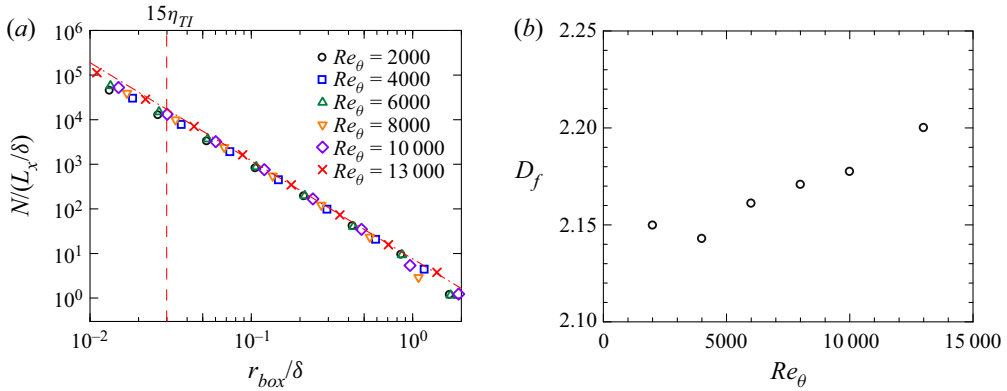 (a)
15η_TI
10^6
10^5
10^4
10^3
10^2
10^1
10^0
N/(L_x/δ)
Re_θ = 2000
Re_θ = 4000
Re_θ = 6000
Re_θ = 8000
Re_θ = 10 000
Re_θ = 13 000
10^−2
10^−1
10^0
r_box/δ
(b)
2.25
2.20
D_f
2.15
2.10
0
5000
10 000
15 000
Re_θ